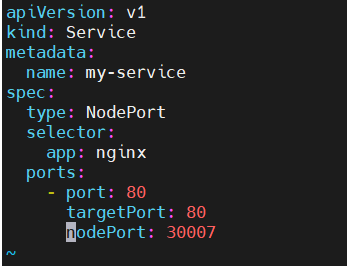 apiVersion: v1
kind: Service
metadata:
  name: my-service
spec:
  type: NodePort
  selector:
    app: nginx
  ports:
    - port: 80
      targetPort: 80
      nodePort: 30007
~